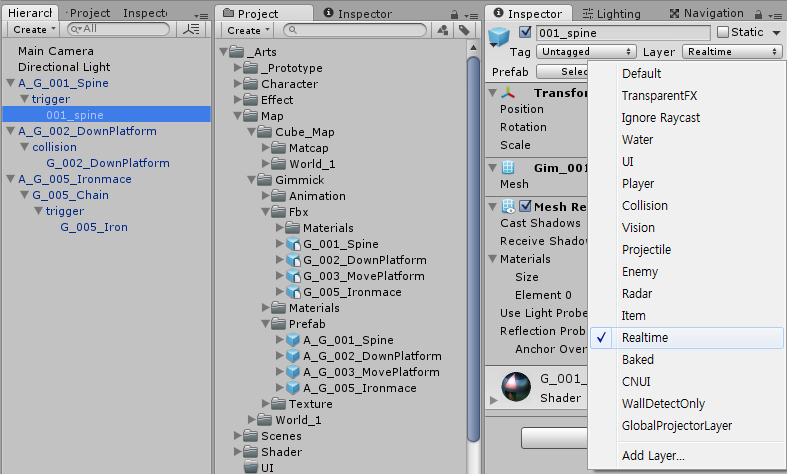 Hierarch
Project
Inspecto
Create
All
Main Camera
Directional Light
A_G_001_Spine
trigger
001_spine
A_G_002_DownPlatform
collision
G_002_DownPlatform
A_G_005_Ironmace
G_005_Chain
trigger
G_005_Iron
Project
Inspector
Create
_Arts
_Prototype
Character
Effect
Map
Cube_Map
Matcap
World_1
Gimmick
Animation
Fbx
Materials
G_001_Spine
G_002_DownPlatform
G_003_MovePlatform
G_005_Ironmace
Materials
Prefab
A_G_001_Spine
A_G_002_DownPlatform
A_G_003_MovePlatform
A_G_005_Ironmace
Texture
World_1
Scenes
Shader
UI
Inspector
Lighting
Navigation
001_spine
Static
Tag Untagged Layer Realtime
Prefab Selec
Transfor
Position
Rotation
Scale
Gim_001
Mesh
Mesh Re
Cast Shadows
Receive Shadow
Materials
Size
Element 0
Use Light Probe
Reflection Prob
Anchor Over
G_001_
Shader
Default
TransparentFX
Ignore Raycast
Water
UI
Player
Collision
Vision
Projectile
Enemy
Radar
Item
Realtime
Baked
CNUI
WallDetectOnly
GlobalProjectorLayer
Add Layer...